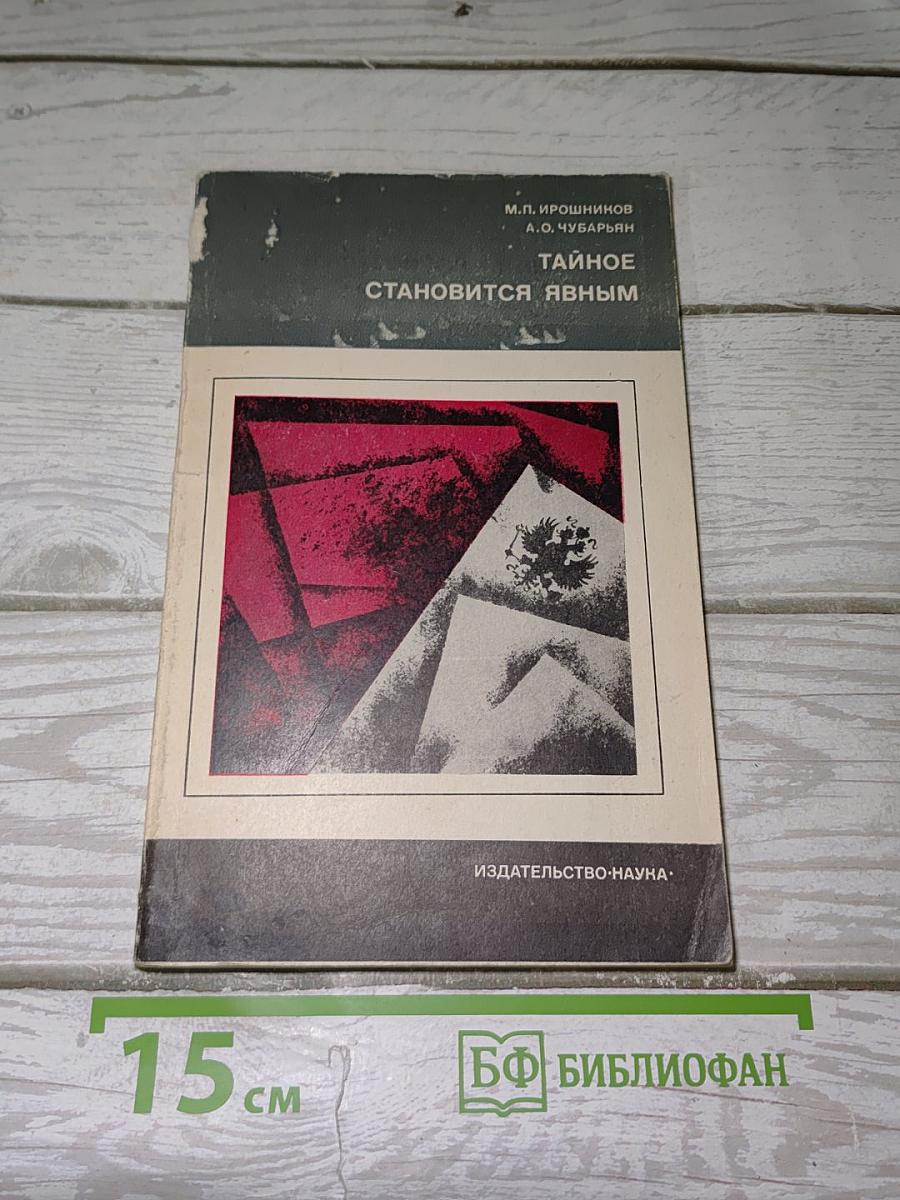 М.П. ИРОШНИКОВ
А.О. ЧУБАРЬЯН
ТАЙНОЕ
СТАНОВИТСЯ ЯВНЫМ
ИЗДАТЕЛЬСТВО·НАУКА·
15 см
БФ БИБЛИОФАН